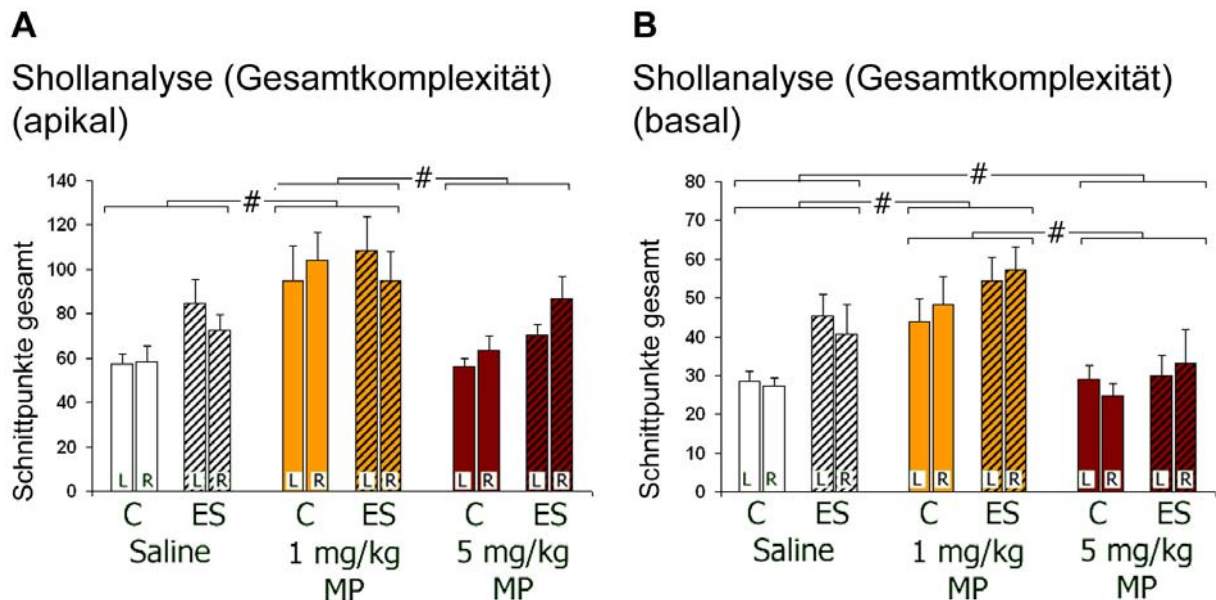 A
Shollanalyse (Gesamtkomplexität)
(apikal)
#
#
Schnittpunkte gesamt
140
120
100
80
60
40
20
0
L R L R L R L R L R L R
C ES C ES C ES
Saline 1 mg/kg 5 mg/kg
MP MP
B
Shollanalyse (Gesamtkomplexität)
(basal)
#
#
#
Schnittpunkte gesamt
80
70
60
50
40
30
20
10
0
L R L R L R L R L R L R
C ES C ES C ES
Saline 1 mg/kg 5 mg/kg
MP MP